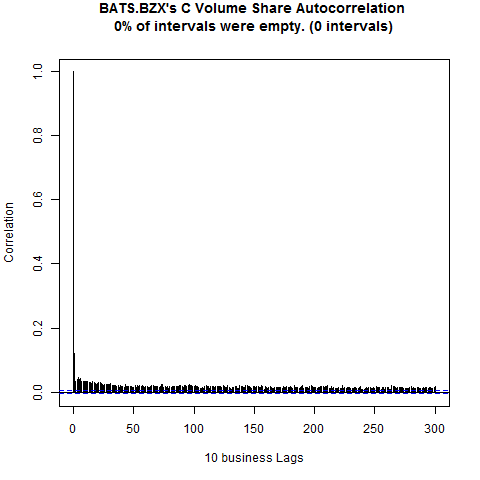 BATS.BZX's C Volume Share Autocorrelation
0% of intervals were empty. (0 intervals)
1.0
0.8
0.6
0.4
0.2
0.0
Correlation
0 50 100 150 200 250 300
10 business Lags